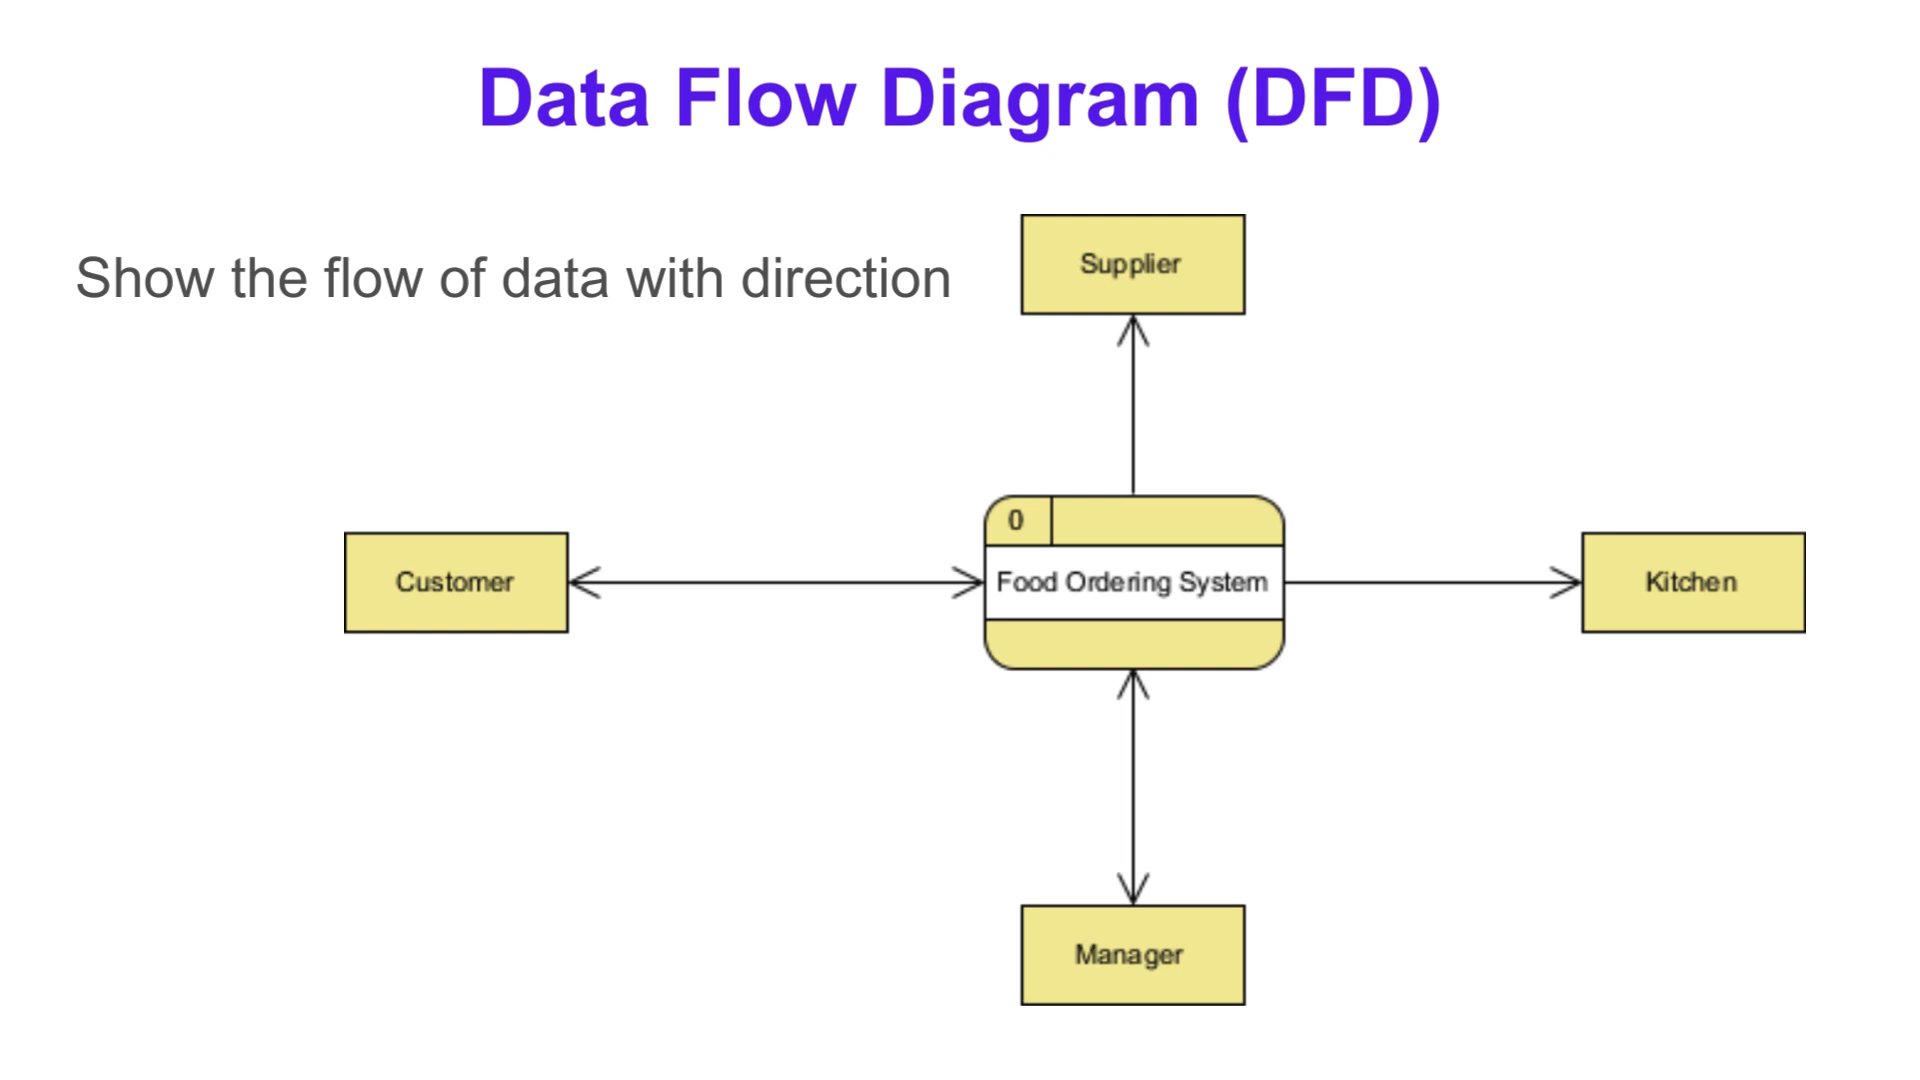 Data Flow Diagram (DFD)
Show the flow of data with direction
Supplier
0
Customer
Food Ordering System
Kitchen
Manager